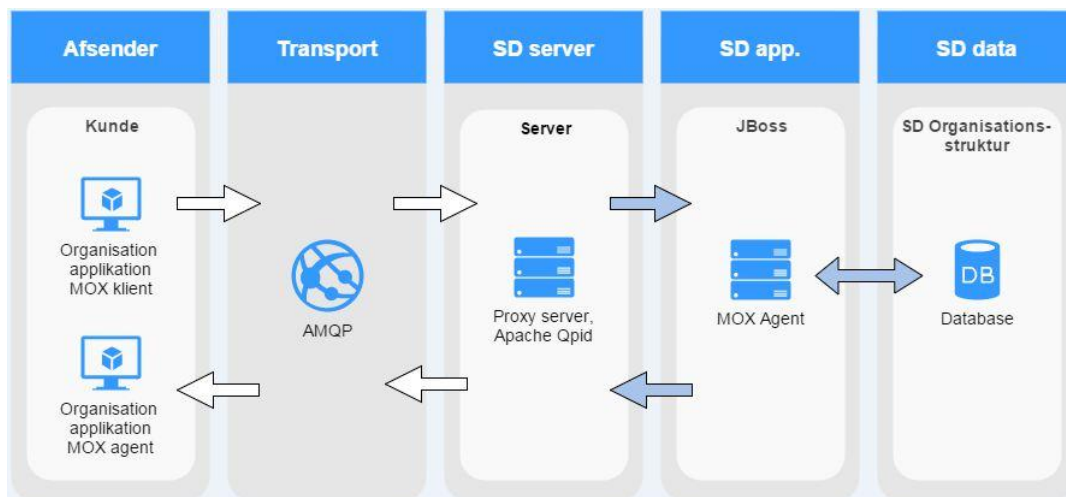 Afsender
Transport
SD server
SD app.
SD data
Kunde
Organisation
applikation
MOX klient
Organisation
applikation
MOX agent
AMQP
Server
Proxy server,
Apache Qpid
JBoss
MOX Agent
SD Organisations-
struktur
DB
Database